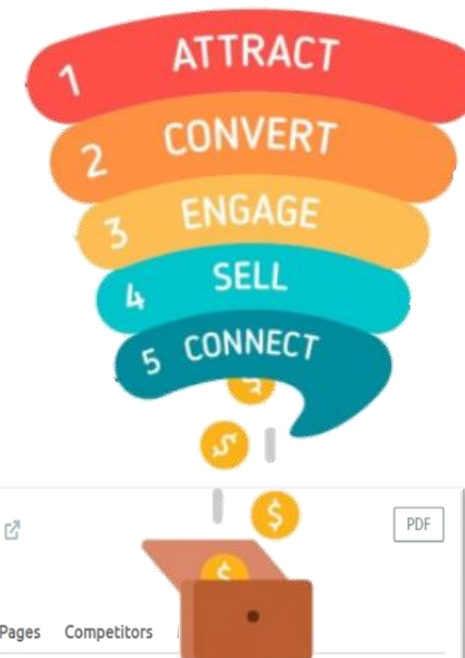 1 ATTRACT
2 CONVERT
3 ENGAGE
4 SELL
5 CONNECT
$
$
$
$
PDF
Pages Competitors